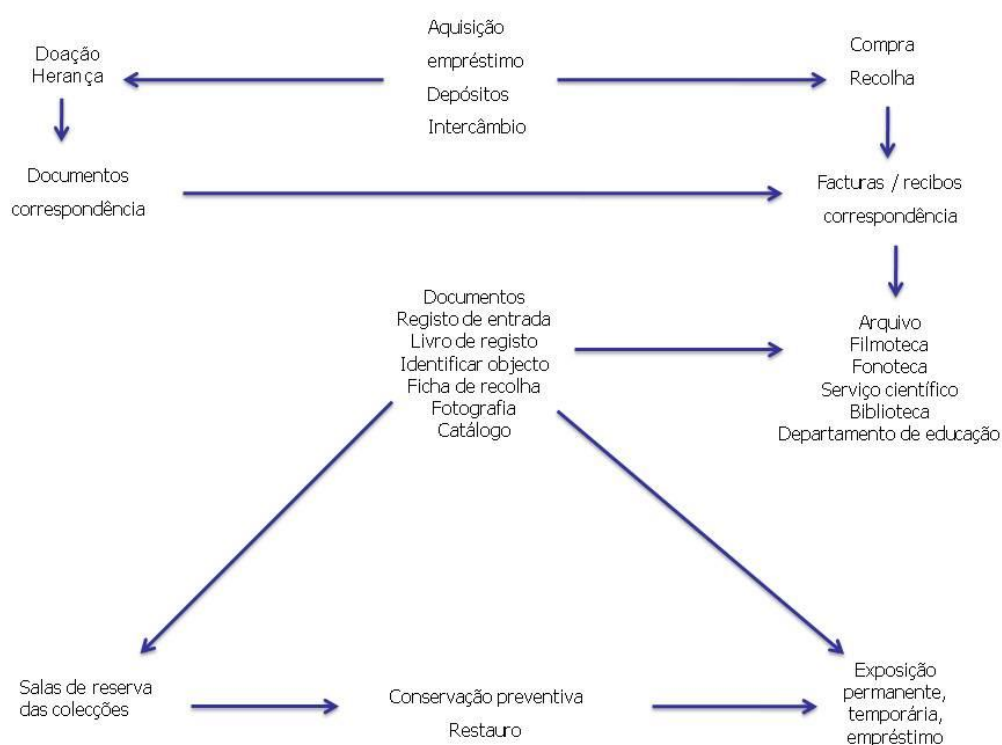 Doação
Herança
Aquisição
empréstimo
Depósitos
Intercâmbio
Compra
Recolha
Documentos
correspondência
Facturas / recibos
correspondência
Documentos
Registo de entrada
Livro de registo
Identificar objecto
Ficha de recolha
Fotografia
Catálogo
Arquivo
Filmoteca
Fonoteca
Serviço científico
Biblioteca
Departamento de educação
Salas de reserva
das colecções
Conservação preventiva
Restauro
Exposição
permanente,
temporária,
empréstimo